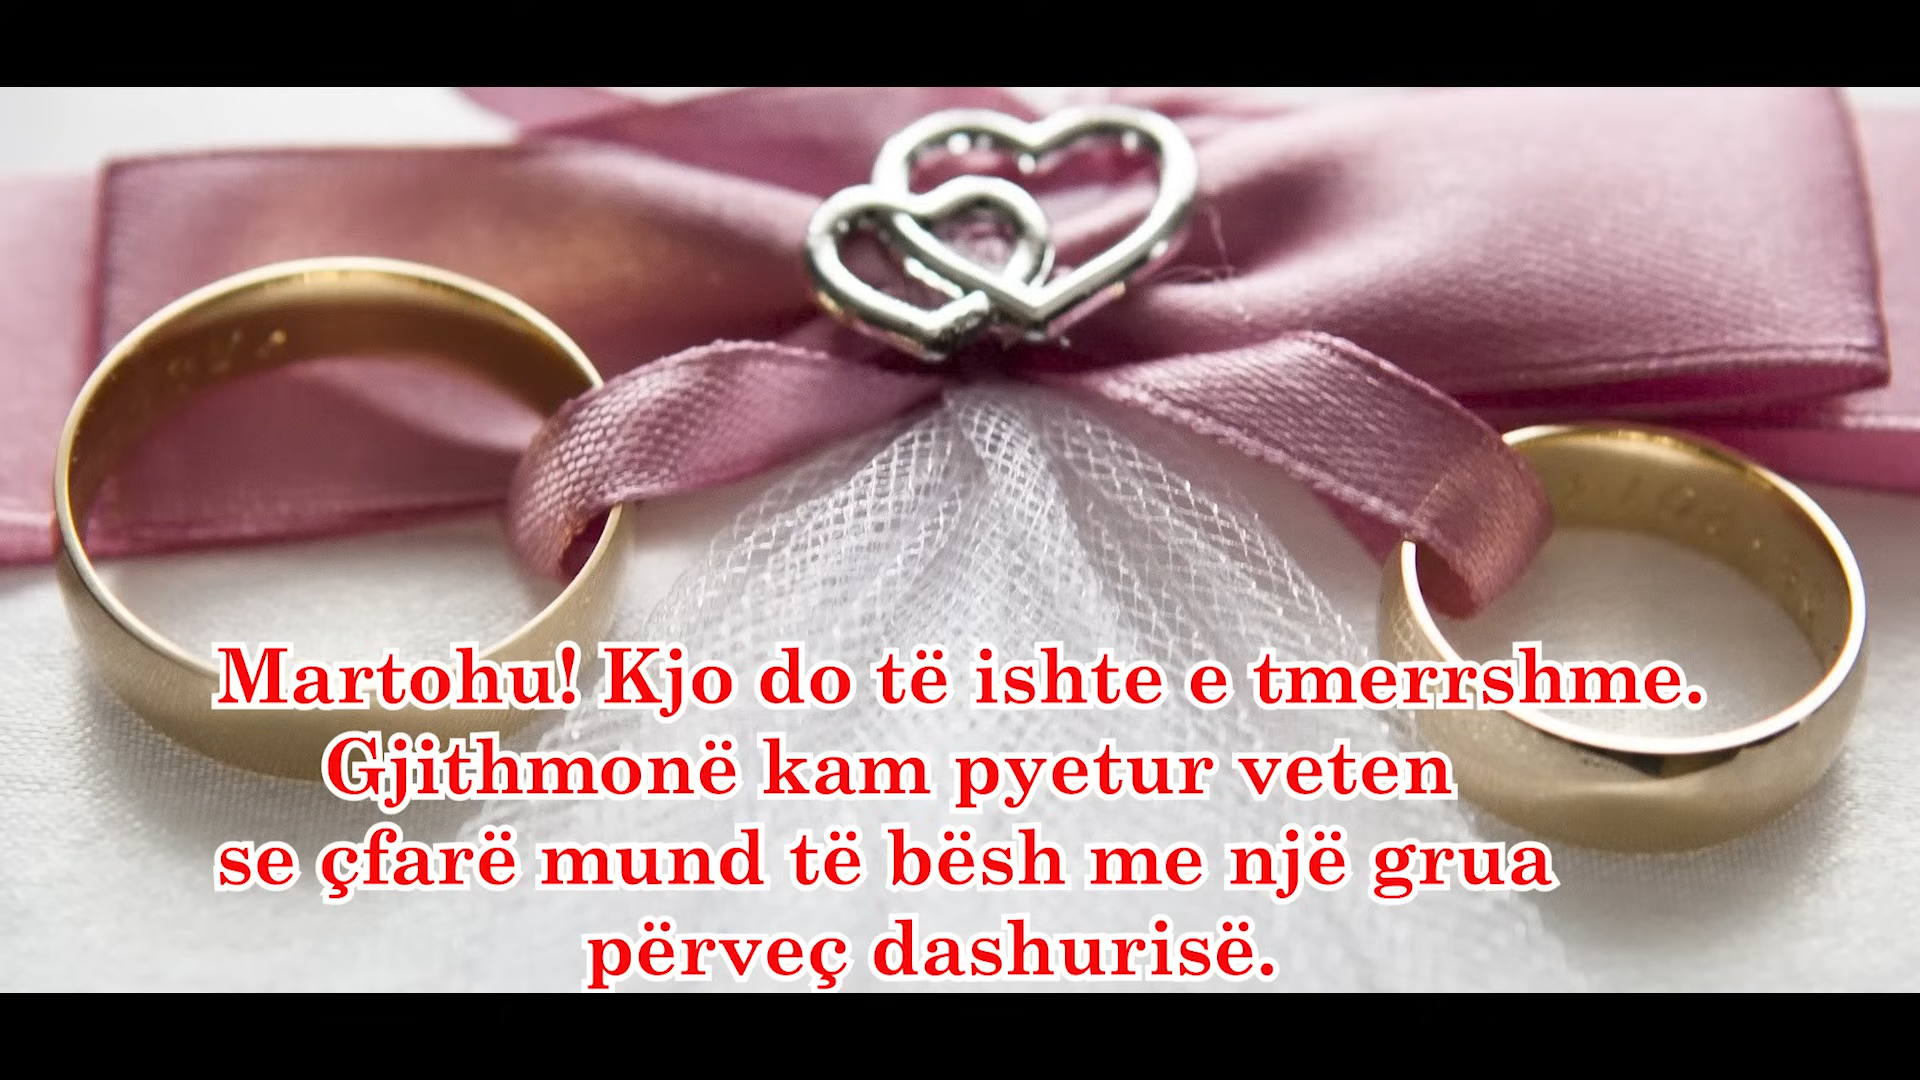 Martohu! Kjo do të ishte e tmerrshme.
Gjithmonë kam pyetur veten
se çfarë mund të bësh me një grua
përveç dashurisë.